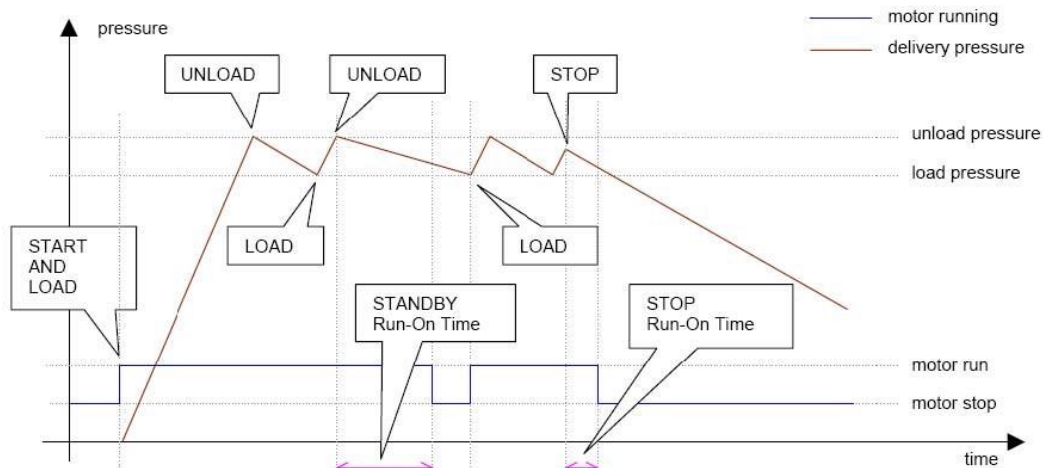 pressure
motor running
delivery pressure
UNLOAD
UNLOAD
STOP
unload pressure
load pressure
START
AND
LOAD
LOAD
LOAD
STANDBY
Run-On Time
STOP
Run-On Time
motor run
motor stop
time